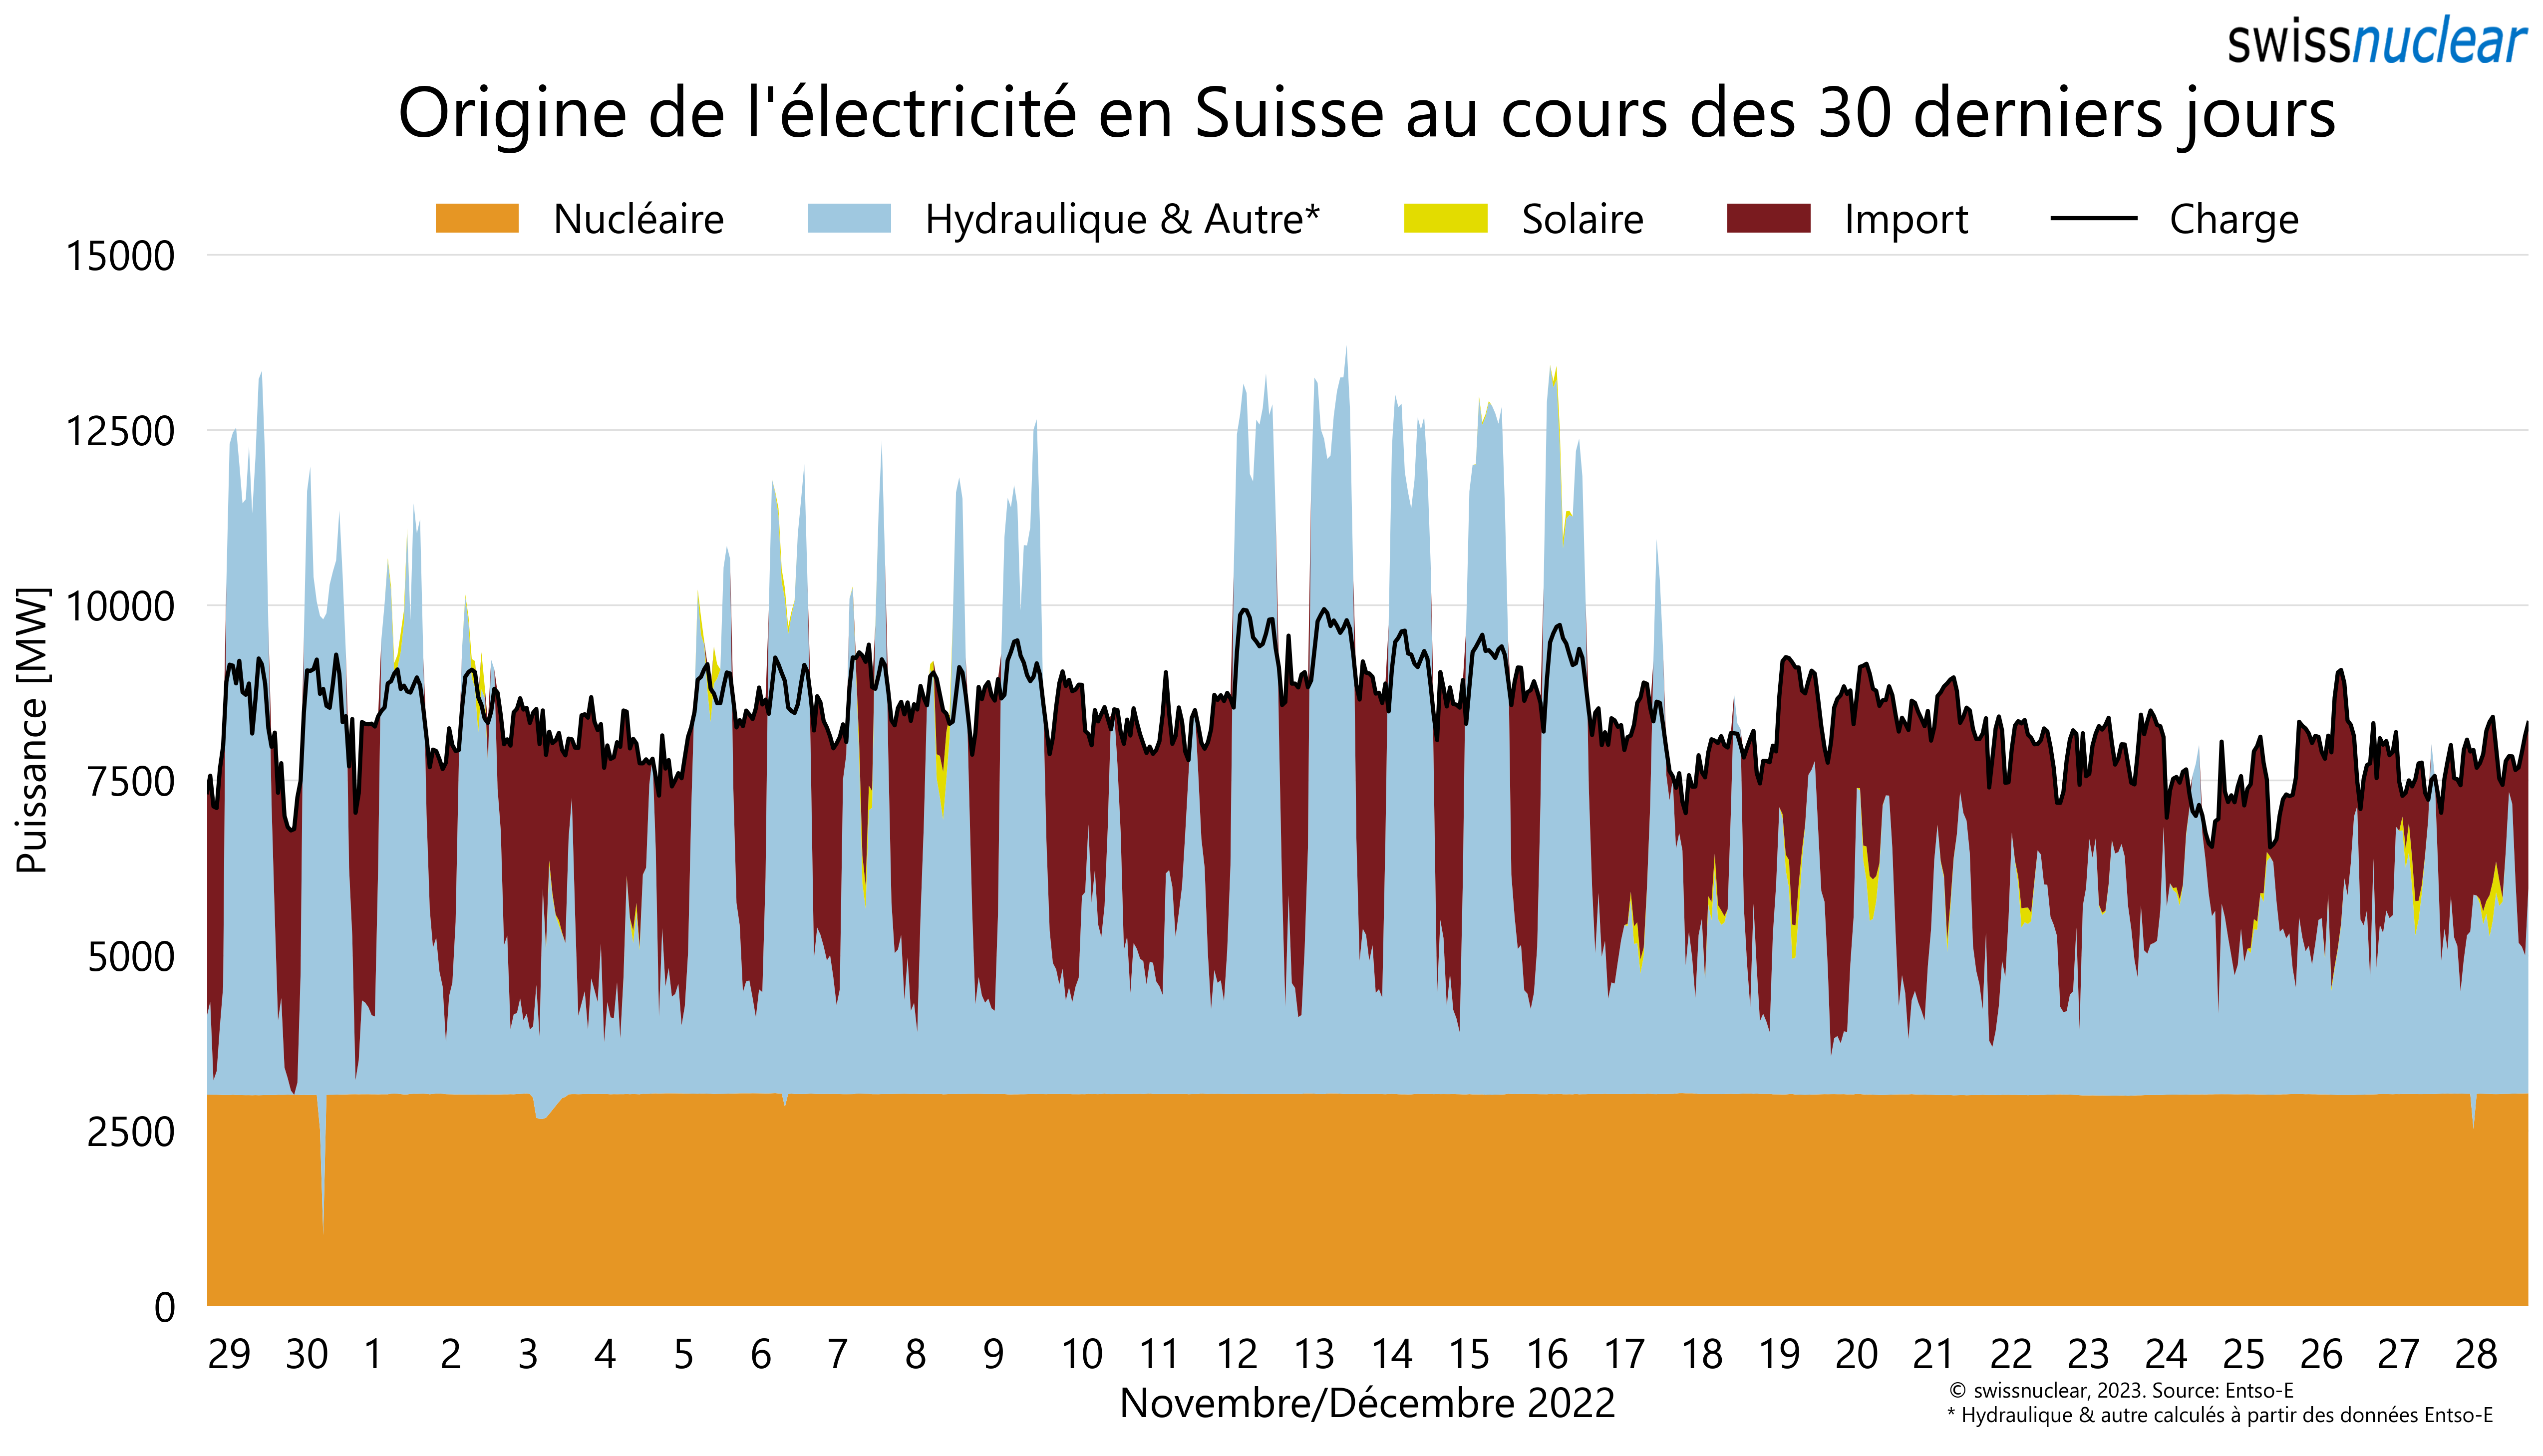 swissnuclear
Origine de l'électricité en Suisse au cours des 30 derniers jours
Nucléaire Hydraulique & Autre* Solaire Import Charge
15000
12500
10000
7500
5000
2500
0
Puissance [MW]
29 30 1 2 3 4 5 6 7 8 9 10 11 12 13 14 15 16 17 18 19 20 21 22 23 24 25 26 27 28
Novembre/Décembre 2022
© swissnuclear, 2023. Source: Entso-E
* Hydraulique & autre calculés à partir des données Entso-E